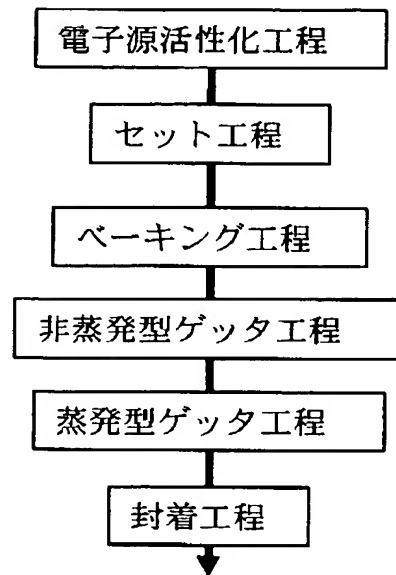 電子源活性化工程
セット工程
ベーキング工程
非蒸発型ゲッタ工程
蒸発型ゲッタ工程
封着工程